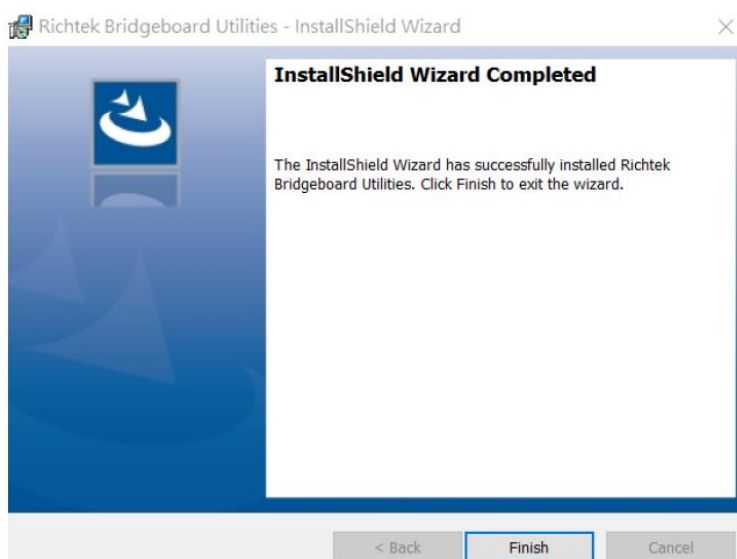 Richtek Bridgeboard Utilities - InstallShield Wizard
InstallShield Wizard Completed
The InstallShield Wizard has successfully installed Richtek
Bridgeboard Utilities. Click Finish to exit the wizard.
< Back Finish Cancel